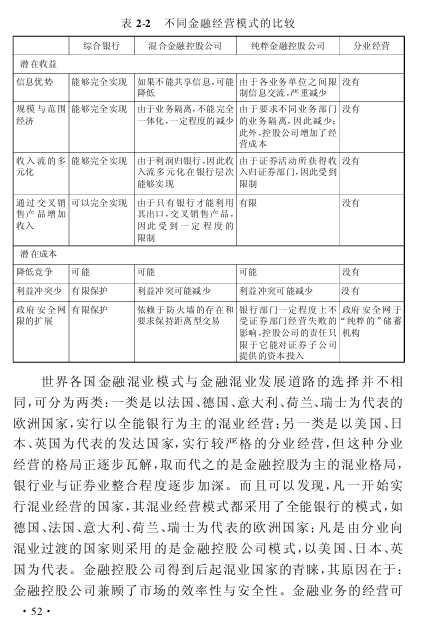 表 2-2　不同金融经营模式的比较
综合银行　混合金融控股公司　纯粹金融控股公司　分业经营
潜在收益
信息优势　能够完全实现　如果不能共享信息,可能　由于各业务单位之间限　没有
降低　制信息交流,严重减少
规模与范围　能够完全实现　由于业务隔离,不能完全　由于要求不同业务部门　没有
经济　一体化,一定程度的减少　的业务隔离,因此减少;
此外,控股公司增加了经
营成本
收入流的多　能够完全实现　由于利润归银行,因此收　由于证券活动所获得收　没有
元化　入流多元化在银行层次　入归证券部门,因此受到
能够实现　限制
通过交叉销　可以完全实现　由于只有银行才能利用　有限　没有
售产品增加　其出口,交叉销售产品,
收入　因此受到一定程度的
限制
潜在成本
降低竞争　可能　可能　可能　没有
利益冲突少　有限保护　利益冲突可能减少　利益冲突可能减少　没有
政府安全网　有限保护　依赖于防火墙的存在和　银行部门一定程度上不　政府安全网于
限的扩展　要求保持距离型交易　受证券部门经营失败的　“纯粹的”储蓄
影响,控股公司的责任只　机构
限于它能对证券子公司
提供的资本投入
世界各国金融混业模式与金融混业发展道路的选择并不相
同,可分为两类:一类是以法国、德国、意大利、荷兰、瑞士为代表的
欧洲国家,实行以全能银行为主的混业经营;另一类是以美国、日
本、英国为代表的发达国家,实行较严格的分业经营,但这种分业
经营的格局正逐步瓦解,取而代之的是金融控股为主的混业格局,
银行业与证券业整合程度逐步加深。而且可以发现,凡一开始实
行混业经营的国家,其混业经营模式都采用了全能银行的模式,如
德国、法国、意大利、荷兰、瑞士为代表的欧洲国家;凡是由分业向
混业过渡的国家则采用的是金融控股公司模式,以美国、日本、英
国为代表。金融控股公司得到后起混业国家的青睐,其原因在于:
金融控股公司兼顾了市场的效率性与安全性。金融业务的经营可
·52·